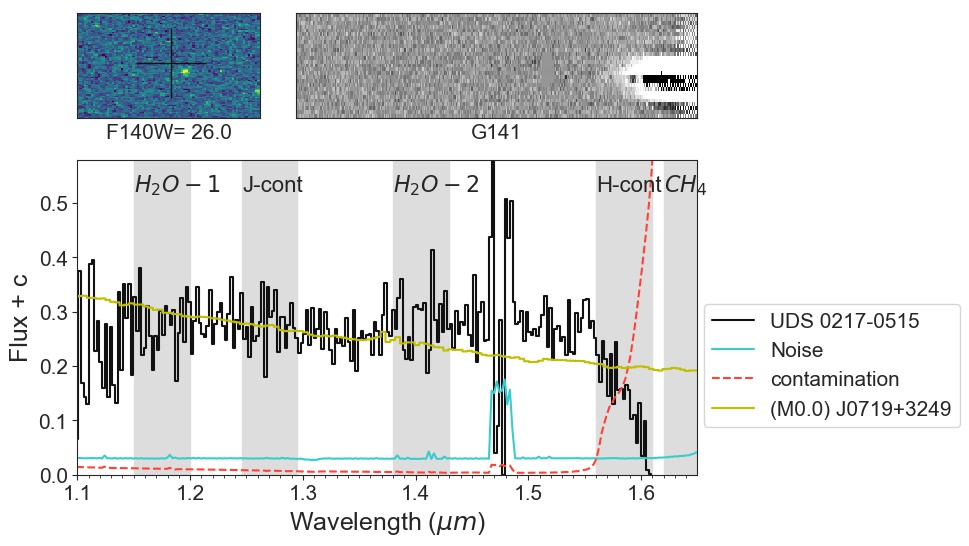 F140W= 26.0
G141
H₂O − 1
J-cont
H₂O − 2
H-cont
CH₄
0.5
0.4
0.3
0.2
0.1
0.0
Flux + c
1.1
1.2
1.3
1.4
1.5
1.6
Wavelength (μm)
UDS 0217-0515
Noise
contamination
(M0.0) J0719+3249